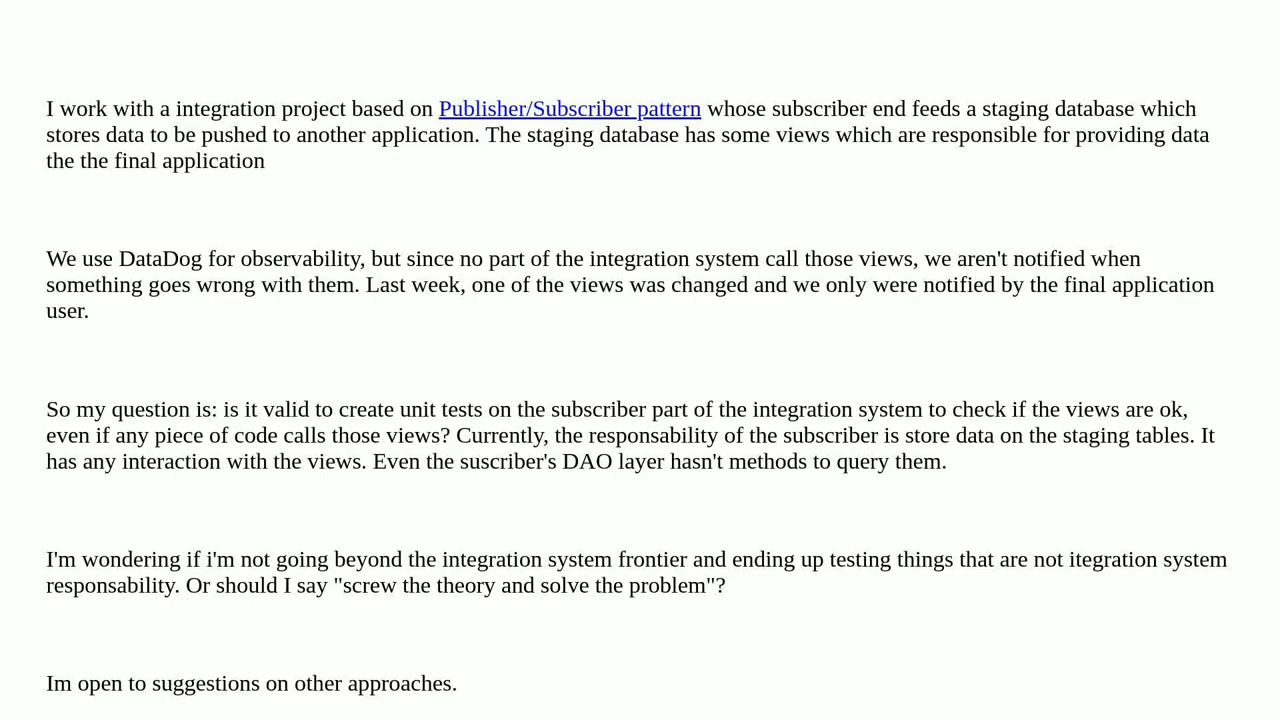 I work with a integration project based on Publisher/Subscriber pattern whose subscriber end feeds a staging database which
stores data to be pushed to another application. The staging database has some views which are responsible for providing data
the the final application
We use DataDog for observability, but since no part of the integration system call those views, we aren't notified when
something goes wrong with them. Last week, one of the views was changed and we only were notified by the final application
user.
So my question is: is it valid to create unit tests on the subscriber part of the integration system to check if the views are ok,
even if any piece of code calls those views? Currently, the responsability of the subscriber is store data on the staging tables. It
has any interaction with the views. Even the suscriber's DAO layer hasn't methods to query them.
I'm wondering if i'm not going beyond the integration system frontier and ending up testing things that are not itegration system
responsability. Or should I say "screw the theory and solve the problem"?
Im open to suggestions on other approaches.